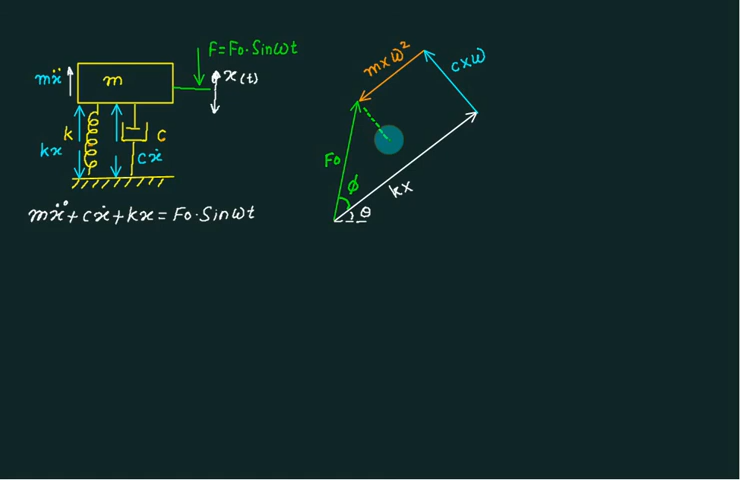 F=Fo·Sinωt
mẍ
m
x(t)
k
c
kx
cẋ
mẍ+cẋ+kx=Fo·Sinωt
mxω²
cxω
Fo
φ
kx
θ